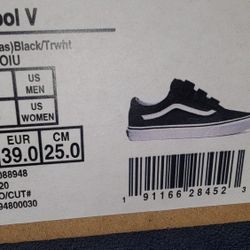 ool V
as)Black/Trwht
OIU
US MEN
US WOMEN
EUR 39.0
CM 25.0
088948
20
O/CUT#
94800030
1 91166 28452 3